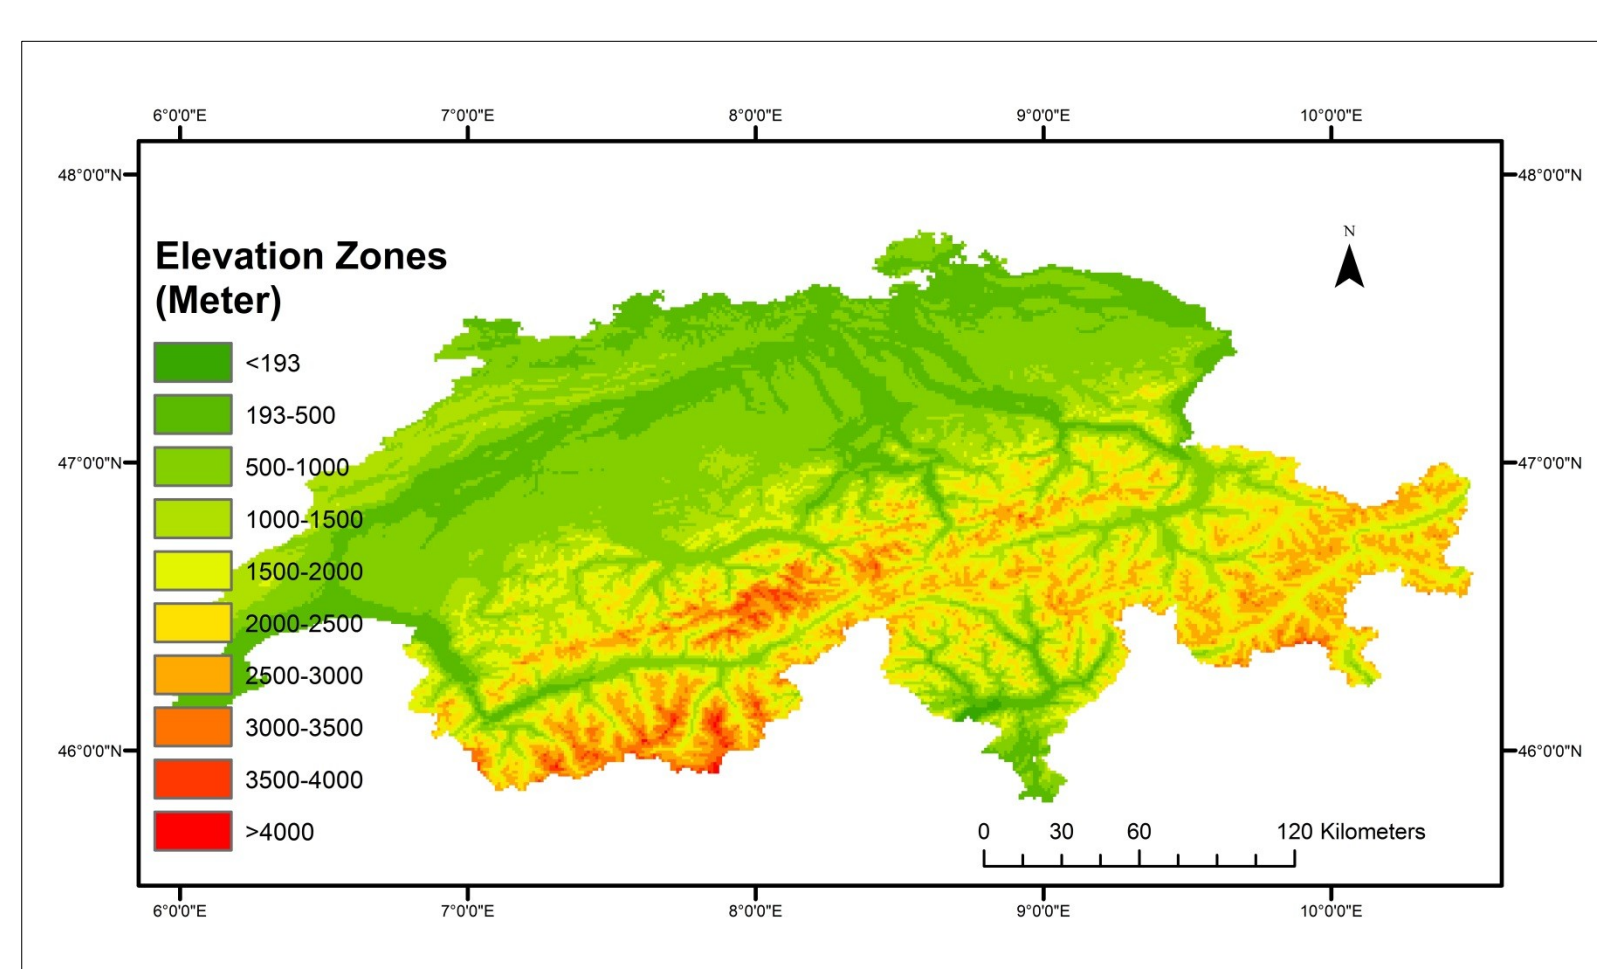 6°0'0"E 7°0'0"E 8°0'0"E 9°0'0"E 10°0'0"E
48°0'0"N 48°0'0"N
N
Elevation Zones
(Meter)
<193
193-500
500-1000
47°0'0"N 47°0'0"N
1000-1500
1500-2000
2000-2500
2500-3000
3000-3500
46°0'0"N 46°0'0"N
3500-4000
>4000
0 30 60 120 Kilometers
6°0'0"E 7°0'0"E 8°0'0"E 9°0'0"E 10°0'0"E